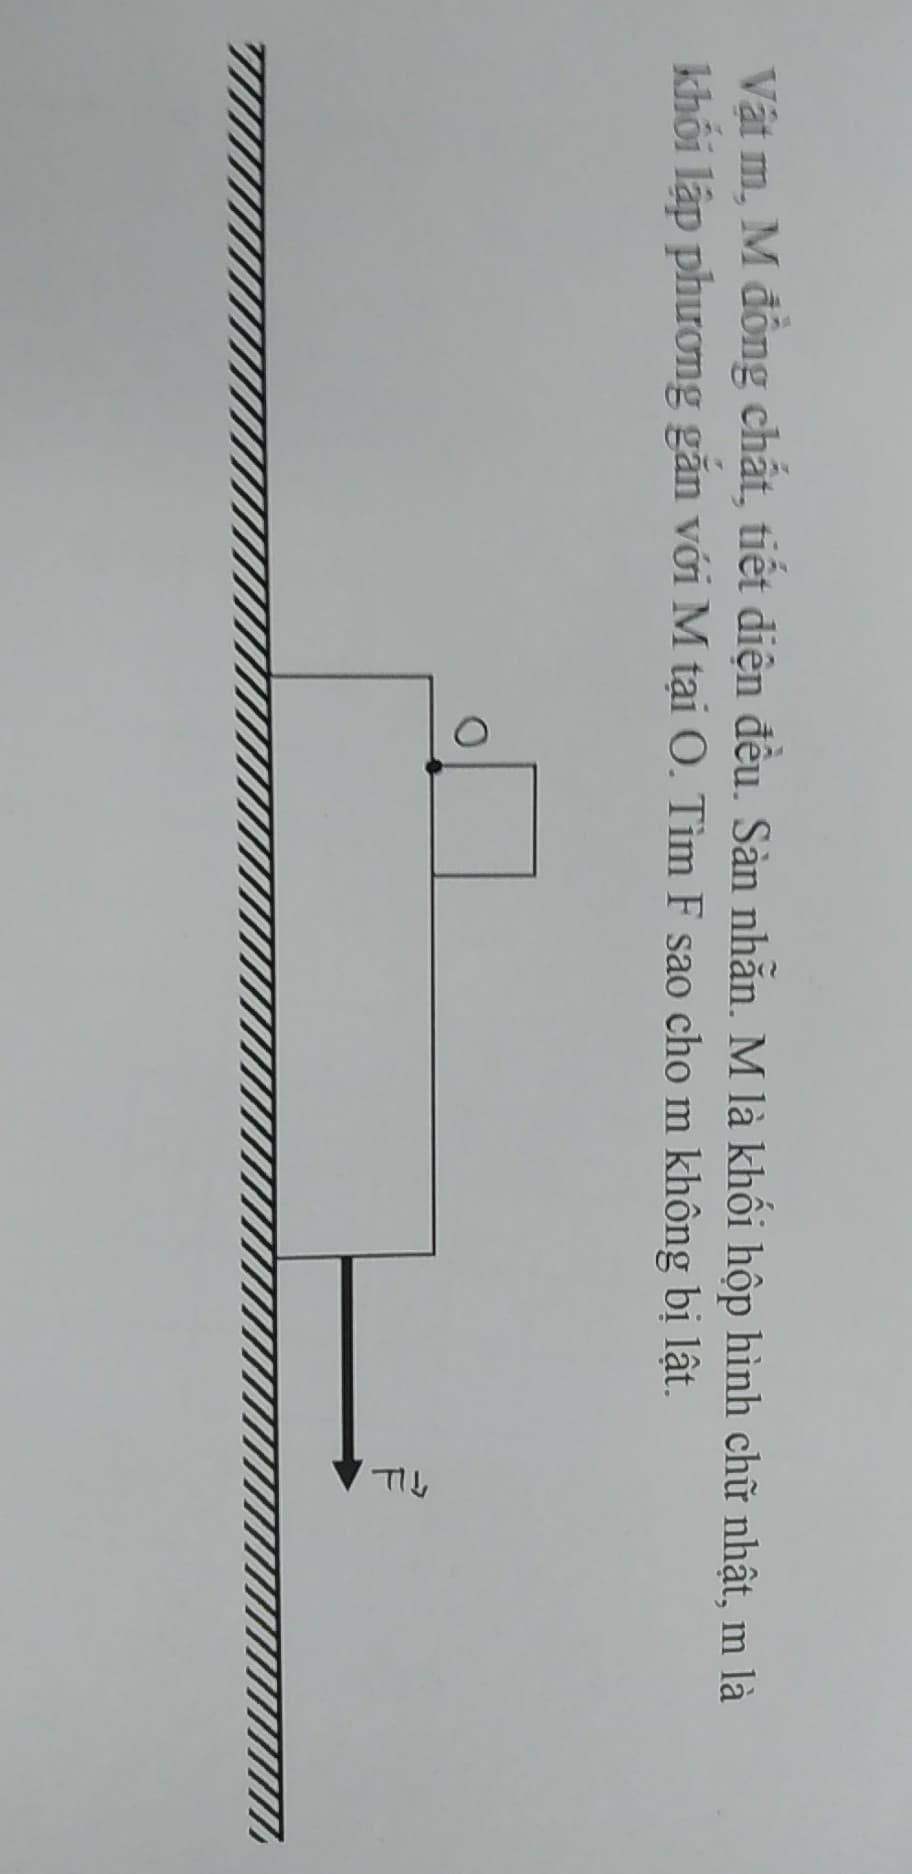 Vật m, M đồng chất, tiết diện đều. Sàn nhẵn. M là khối hộp hình chữ nhật, m là
khối lập phương gắn với M tại O. Tìm F sao cho m không bị lật.
O
F